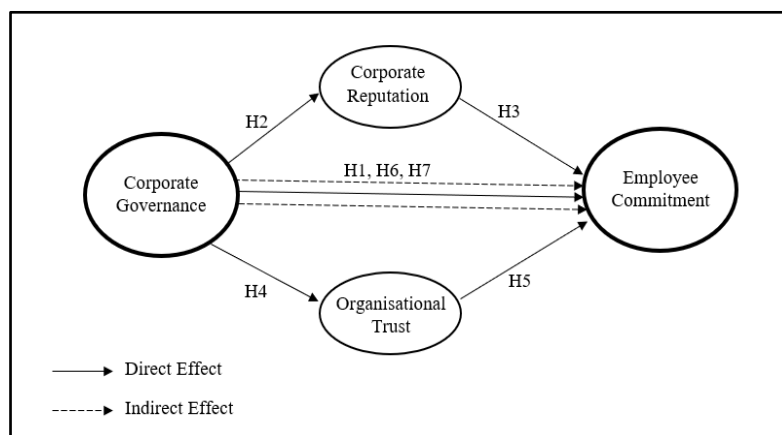 Corporate
Reputation
H2
H3
H1, H6, H7
Corporate
Governance
Employee
Commitment
H4
H5
Organisational
Trust
Direct Effect
Indirect Effect